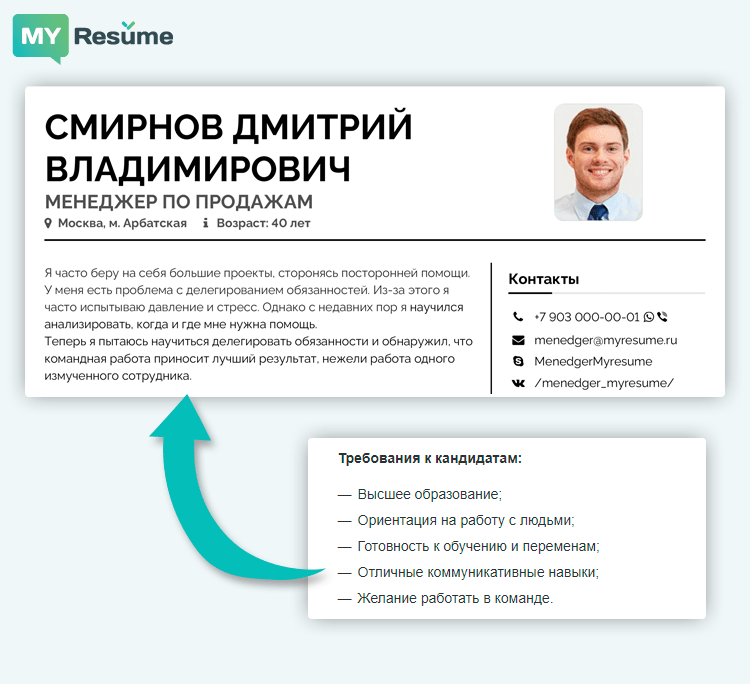 MY Resume
СМИРНОВ ДМИТРИЙ
ВЛАДИМИРОВИЧ
МЕНЕДЖЕР ПО ПРОДАЖАМ
Москва, м. Арбатская Возраст: 40 лет
Я часто беру на себя большие проекты, сторонясь посторонней помощи.
У меня есть проблема с делегированием обязанностей. Из-за этого я
часто испытываю давление и стресс. Однако с недавних пор я научился
анализировать, когда и где мне нужна помощь.
Теперь я пытаюсь научиться делегировать обязанности и обнаружил, что
командная работа приносит лучший результат, нежели работа одного
измученного сотрудника.
Контакты
+7 903 000-00-01
menedger@myresume.ru
MenedgerMyresume
/menedger_myresume/
Требования к кандидатам:
— Высшее образование;
— Ориентация на работу с людьми;
— Готовность к обучению и переменам;
— Отличные коммуникативные навыки;
— Желание работать в команде.